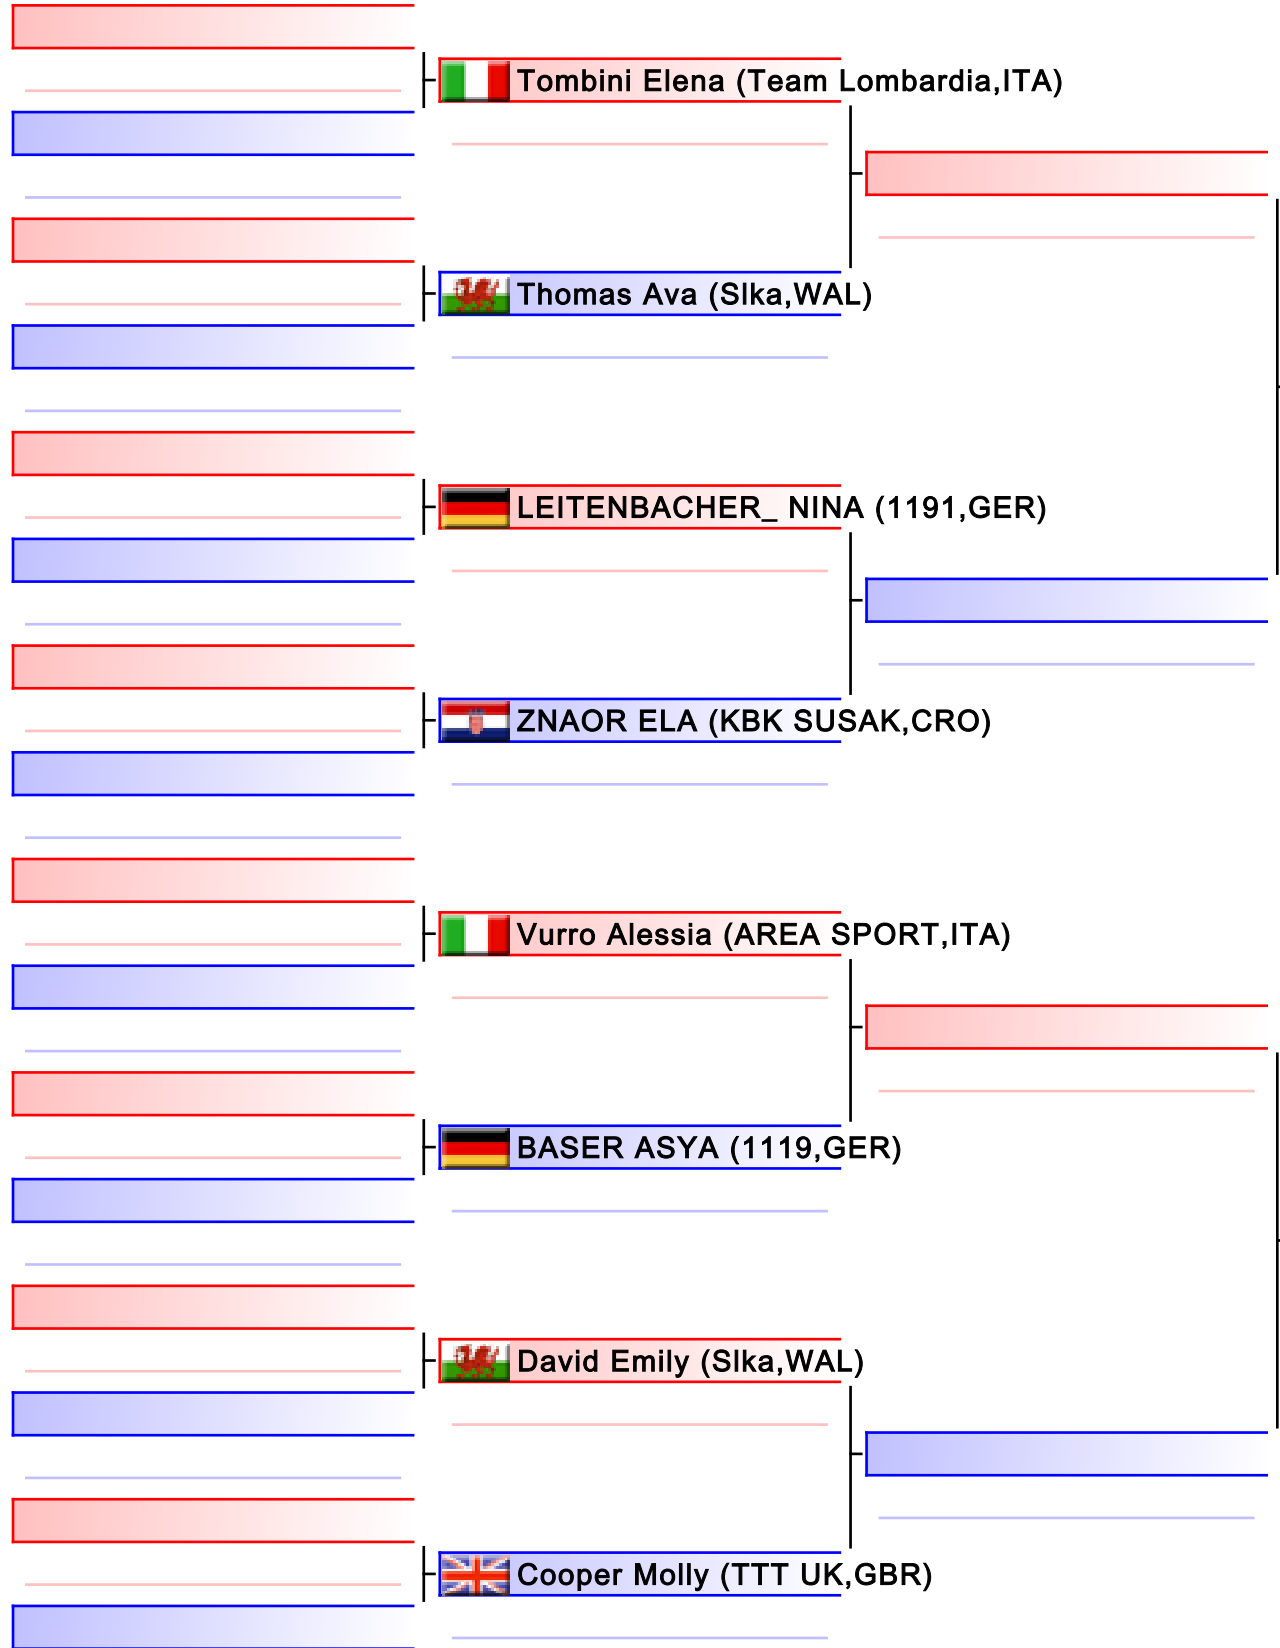 Tombini Elena (Team Lombardia,ITA)
Thomas Ava (Slka,WAL)
LEITENBACHER_ NINA (1191,GER)
ZNAOR ELA (KBK SUSAK,CRO)
Vurro Alessia (AREA SPORT,ITA)
BASER ASYA (1119,GER)
David Emily (Slka,WAL)
Cooper Molly (TTT UK,GBR)